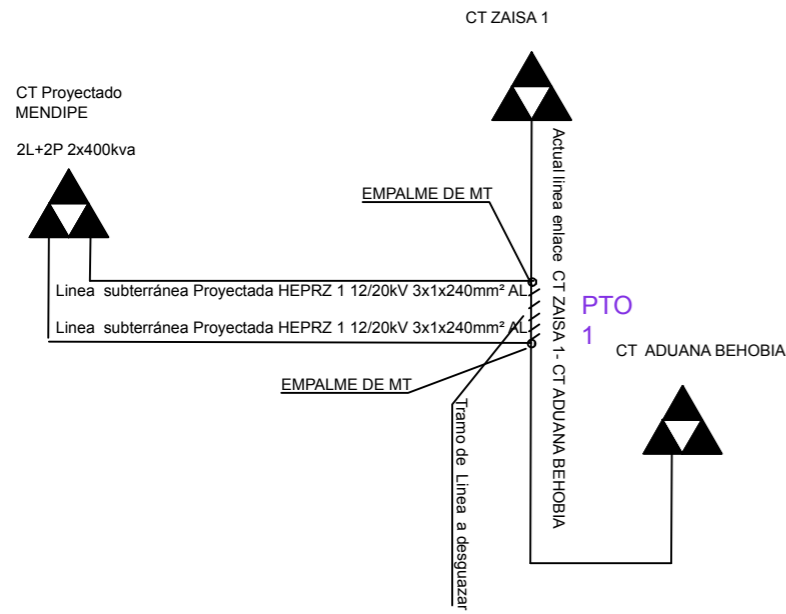 CT ZAISA 1
CT Proyectado
MENDIPE
2L+2P 2x400kva
EMPALME DE MT
Actual linea enlace CT ZAISA 1- CT ADUANA BEHOBIA
Linea subterránea Proyectada HEPRZ 1 12/20kV 3x1x240mm² AL
Linea subterránea Proyectada HEPRZ 1 12/20kV 3x1x240mm² AL
PTO
1
CT ADUANA BEHOBIA
EMPALME DE MT
Tramo de Linea a desguazar